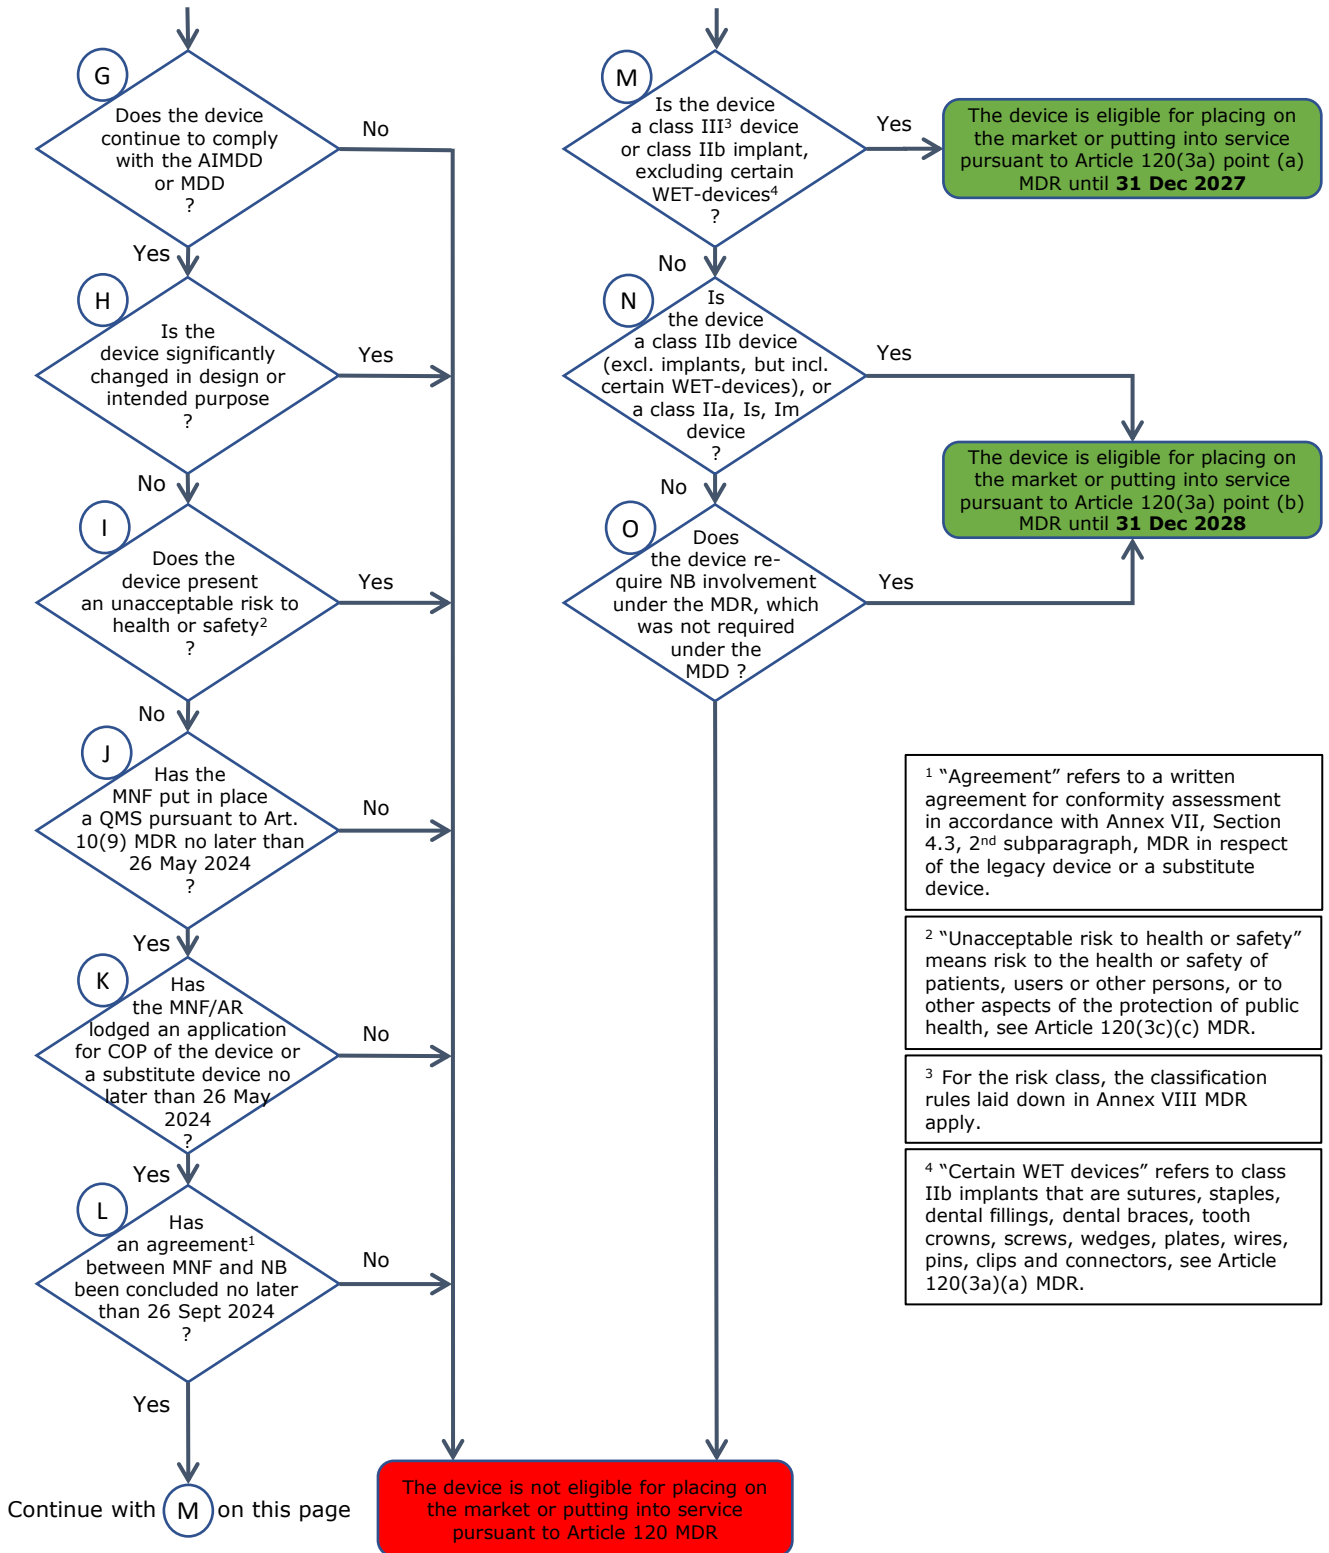 G
Does the device
continue to comply
with the AIMDD
or MDD
?
No
Yes
H
Is the
device significantly
changed in design or
intended purpose
?
Yes
No
I
Does the
device present
an unacceptable risk to
health or safety²
?
Yes
No
J
Has the
MNF put in place
a QMS pursuant to Art.
10(9) MDR no later than
26 May 2024
?
No
Yes
K
Has
the MNF/AR
lodged an application
for COP of the device or
a substitute device no
later than 26 May
2024
?
No
Yes
L
Has
an agreement¹
between MNF and NB
been concluded no later
than 26 Sept 2024
?
No
Yes
Continue with M on this page
M
Is the device
a class III³ device
or class IIb implant,
excluding certain
WET-devices⁴
?
Yes
The device is eligible for placing on
the market or putting into service
pursuant to Article 120(3a) point (a)
MDR until 31 Dec 2027
No
N
Is
the device
a class IIb device
(excl. implants, but incl.
certain WET-devices), or
a class IIa, Is, Im
device
?
Yes
The device is eligible for placing on
the market or putting into service
pursuant to Article 120(3a) point (b)
MDR until 31 Dec 2028
No
O
Does
the device re-
quire NB involvement
under the MDR, which
was not required
under the
MDD ?
Yes
The device is not eligible for placing on
the market or putting into service
pursuant to Article 120 MDR
¹ “Agreement” refers to a written
agreement for conformity assessment
in accordance with Annex VII, Section
4.3, 2nd subparagraph, MDR in respect
of the legacy device or a substitute
device.
² “Unacceptable risk to health or safety”
means risk to the health or safety of
patients, users or other persons, or to
other aspects of the protection of public
health, see Article 120(3c)(c) MDR.
³ For the risk class, the classification
rules laid down in Annex VIII MDR
apply.
⁴ “Certain WET devices” refers to class
IIb implants that are sutures, staples,
dental fillings, dental braces, tooth
crowns, screws, wedges, plates, wires,
pins, clips and connectors, see Article
120(3a)(a) MDR.